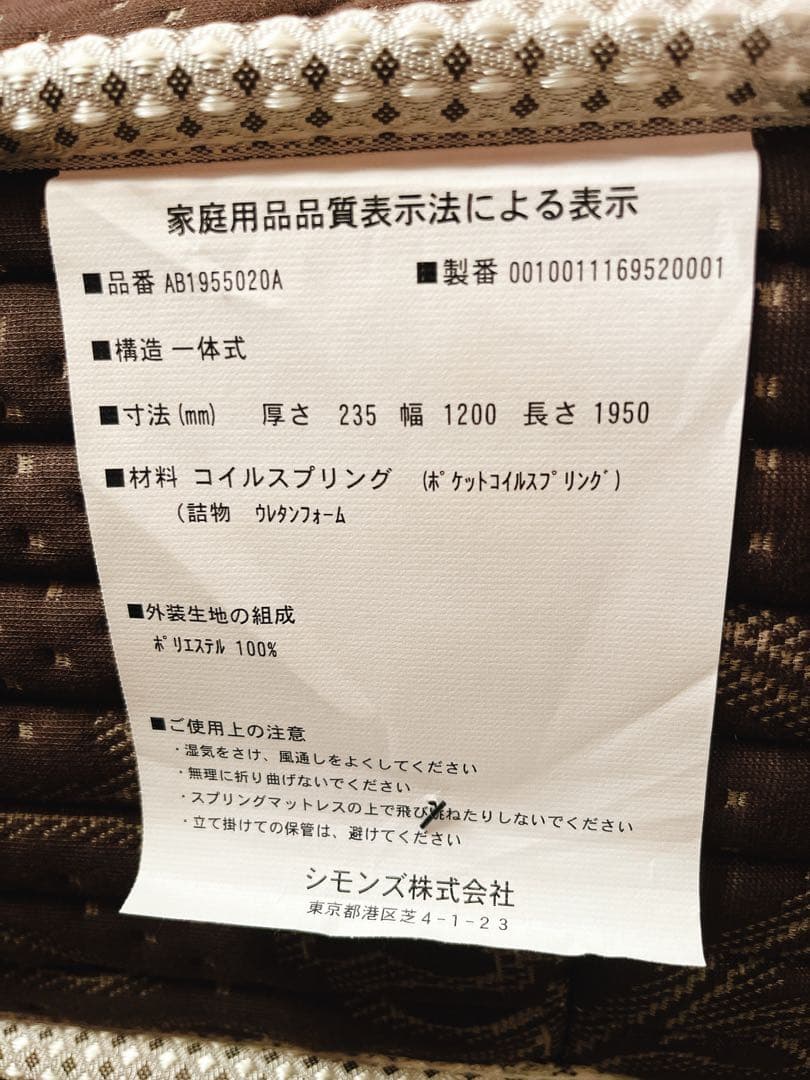 家庭用品品質表示法による表示
■品番 AB1955020A ■製番 0010011169520001
■構造 一体式
■寸法(mm) 厚さ 235 幅 1200 長さ 1950
■材料 コイルスプリング (ﾎﾟｹｯﾄｺｲﾙｽﾌﾟﾘﾝｸﾞ)
(詰物 ｳﾚﾀﾝﾌｫｰﾑ
■外装生地の組成
ﾎﾟﾘｴｽﾃﾙ 100%
■ご使用上の注意
・湿気をさけ、風通しをよくしてください
・無理に折り曲げないでください
・スプリングマットレスの上で飛び跳ねたりしないでください
・立て掛けての保管は、避けてください
シモンズ株式会社
東京都港区芝4-1-23